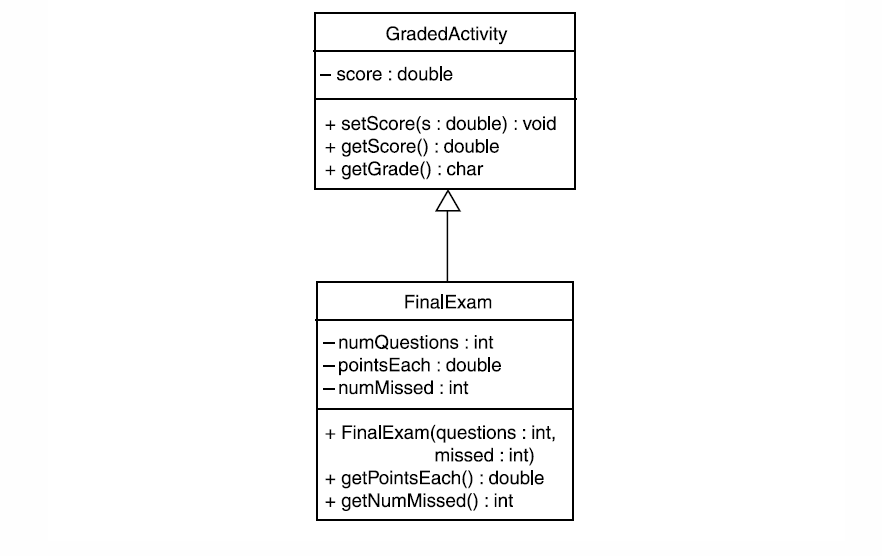 GradedActivity
– score : double
+ setScore(s : double) : void
+ getScore() : double
+ getGrade() : char
FinalExam
– numQuestions : int
– pointsEach : double
– numMissed : int
+ FinalExam(questions : int,
missed : int)
+ getPointsEach() : double
+ getNumMissed() : int